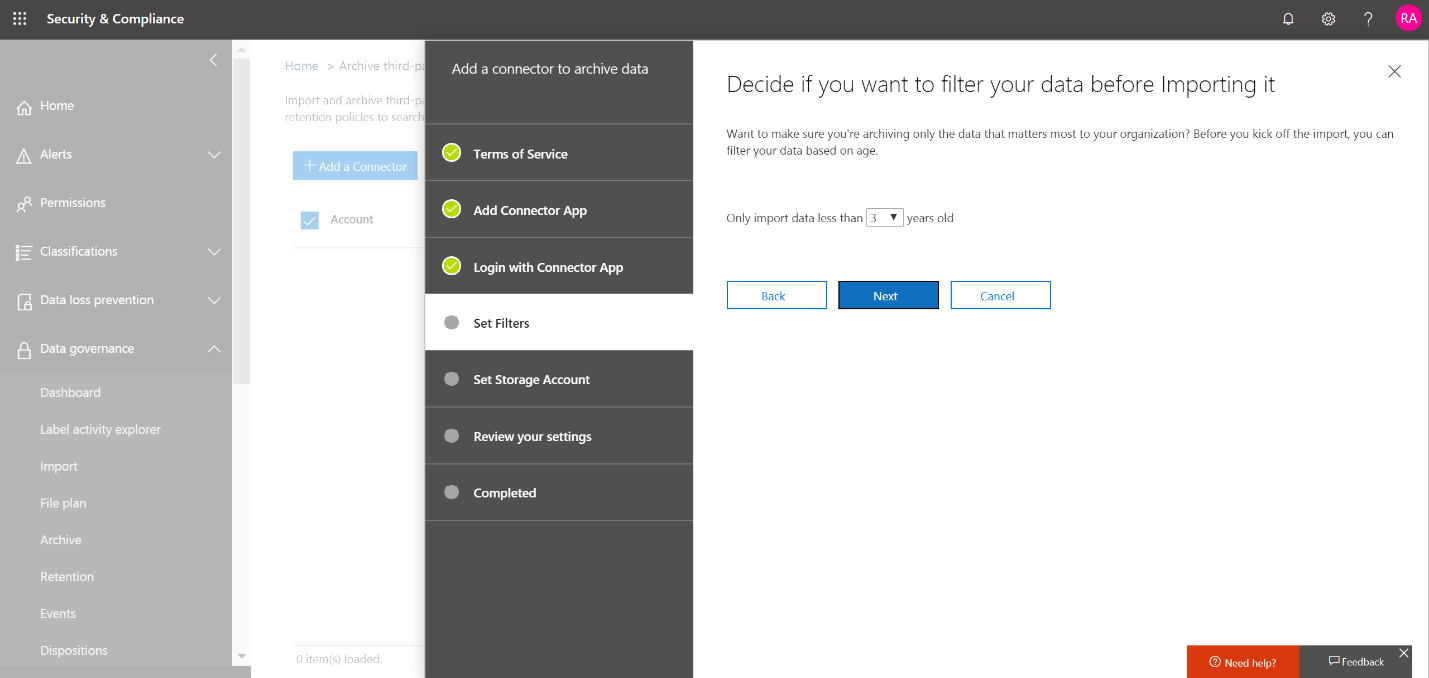 Security & Compliance
RA
Home
Alerts
Permissions
Classifications
Data loss prevention
Data governance
Dashboard
Label activity explorer
Import
File plan
Archive
Retention
Events
Dispositions
Home > Archive third-pa
Import and archive third-pa
retention policies to search
+ Add a Connector
Account
0 item(s) loaded.
Add a connector to archive data
Terms of Service
Add Connector App
Login with Connector App
Set Filters
Set Storage Account
Review your settings
Completed
Decide if you want to filter your data before Importing it
Want to make sure you're archiving only the data that matters most to your organization? Before you kick off the import, you can
filter your data based on age.
Only import data less than 3 years old
Back Next Cancel
Need help? Feedback